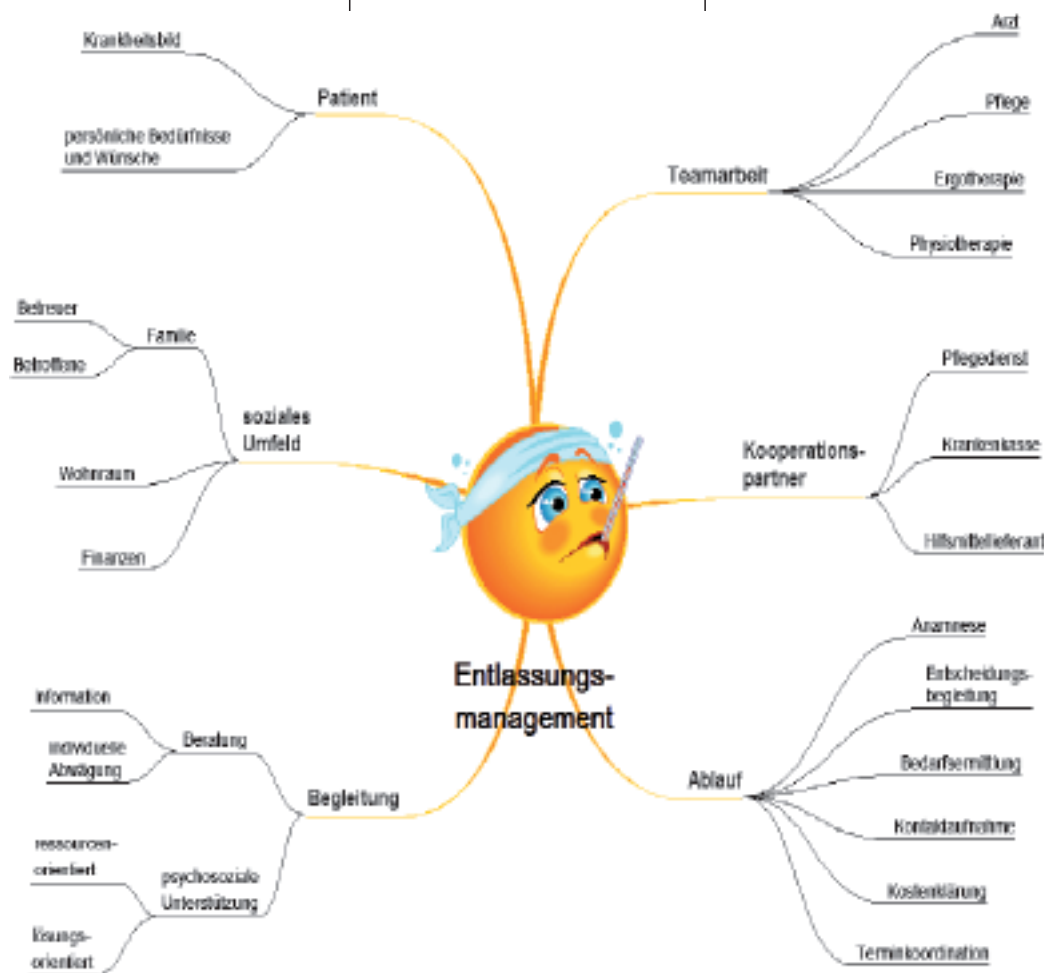 Krankheitsbild
Patient
persönliche Bedürfnisse
und Wünsche
Arzt
Pflege
Teamarbeit
Ergotherapie
Physiotherapie
Betreuer
Familie
Betroffene
soziales
Umfeld
Wohnraum
Finanzen
Pflegedienst
Kooperations-
partner
Krankenkasse
Hilfsmittellieferant
Entlassungs-
management
Information
Beratung
individuelle
Abwägung
Begleitung
ressourcen-
orientiert
psychosoziale
Unterstützung
lösungs-
orientiert
Anamnese
Entscheidungs-
begleitung
Ablauf
Bedarfsermittlung
Kontaktaufnahme
Kostenklärung
Terminkoordination